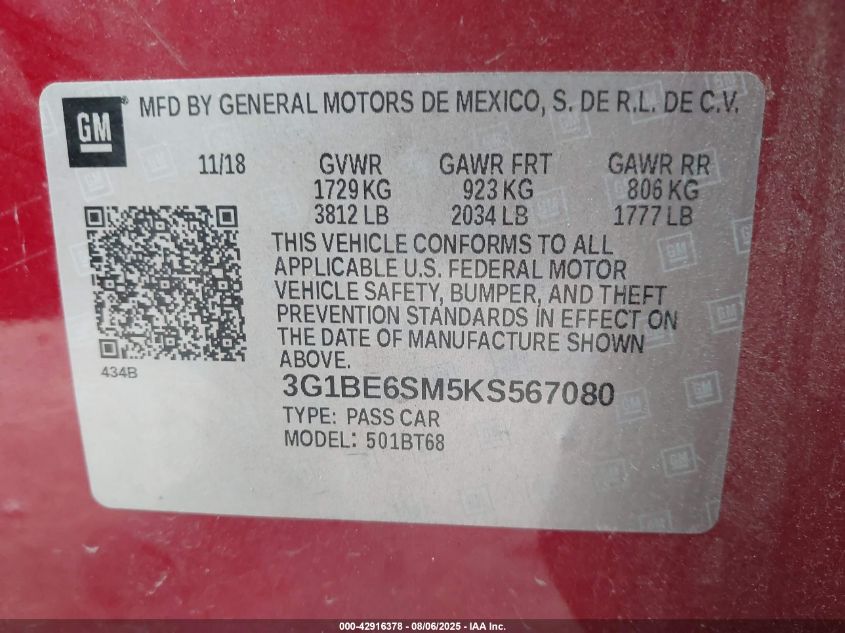 GM
MFD BY GENERAL MOTORS DE MEXICO, S. DE R.L. DE C.V.
11/18 GVWR GAWR FRT GAWR RR
1729 KG 923 KG 806 KG
3812 LB 2034 LB 1777 LB
THIS VEHICLE CONFORMS TO ALL
APPLICABLE U.S. FEDERAL MOTOR
VEHICLE SAFETY, BUMPER, AND THEFT
PREVENTION STANDARDS IN EFFECT ON
THE DATE OF MANUFACTURE SHOWN
ABOVE.
434B
3G1BE6SM5KS567080
TYPE: PASS CAR
MODEL: 501BT68
000-42916378 - 08/06/2025 - IAA Inc.